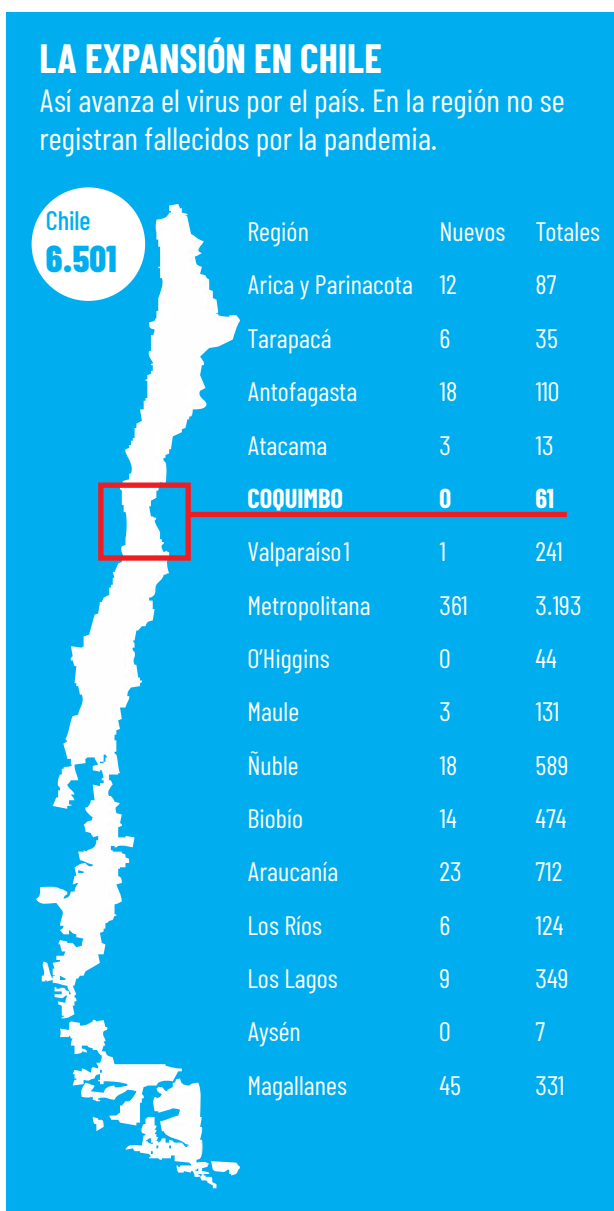 LA EXPANSIÓN EN CHILE
Así avanza el virus por el país. En la región no se
registran fallecidos por la pandemia.
Chile
6.501
Región Nuevos Totales
Arica y Parinacota 12 87
Tarapacá 6 35
Antofagasta 18 110
Atacama 3 13
COQUIMBO 0 61
Valparaíso1 1 241
Metropolitana 361 3.193
O'Higgins 0 44
Maule 3 131
Ñuble 18 589
Biobío 14 474
Araucanía 23 712
Los Ríos 6 124
Los Lagos 9 349
Aysén 0 7
Magallanes 45 331